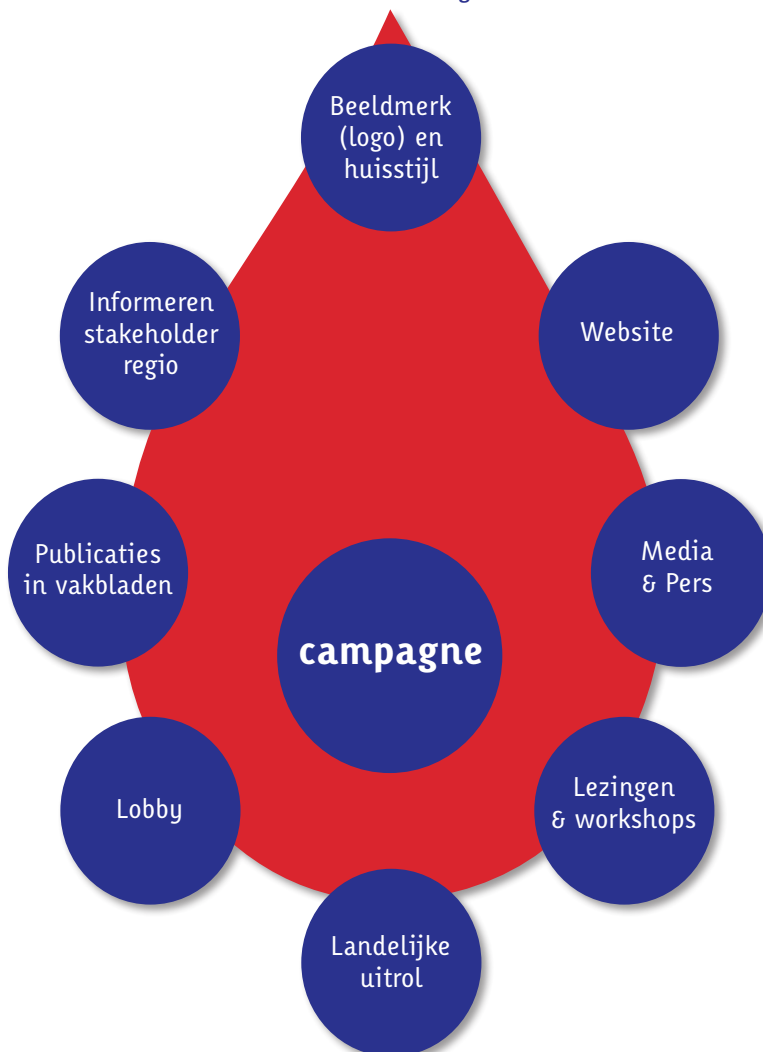 Beeldmerk
(logo) en
huisstijl
Informeren
stakeholder
regio
Website
Publicaties
in vakbladen
Media
& Pers
campagne
Lobby
Lezingen
& workshops
Landelijke
uitrol